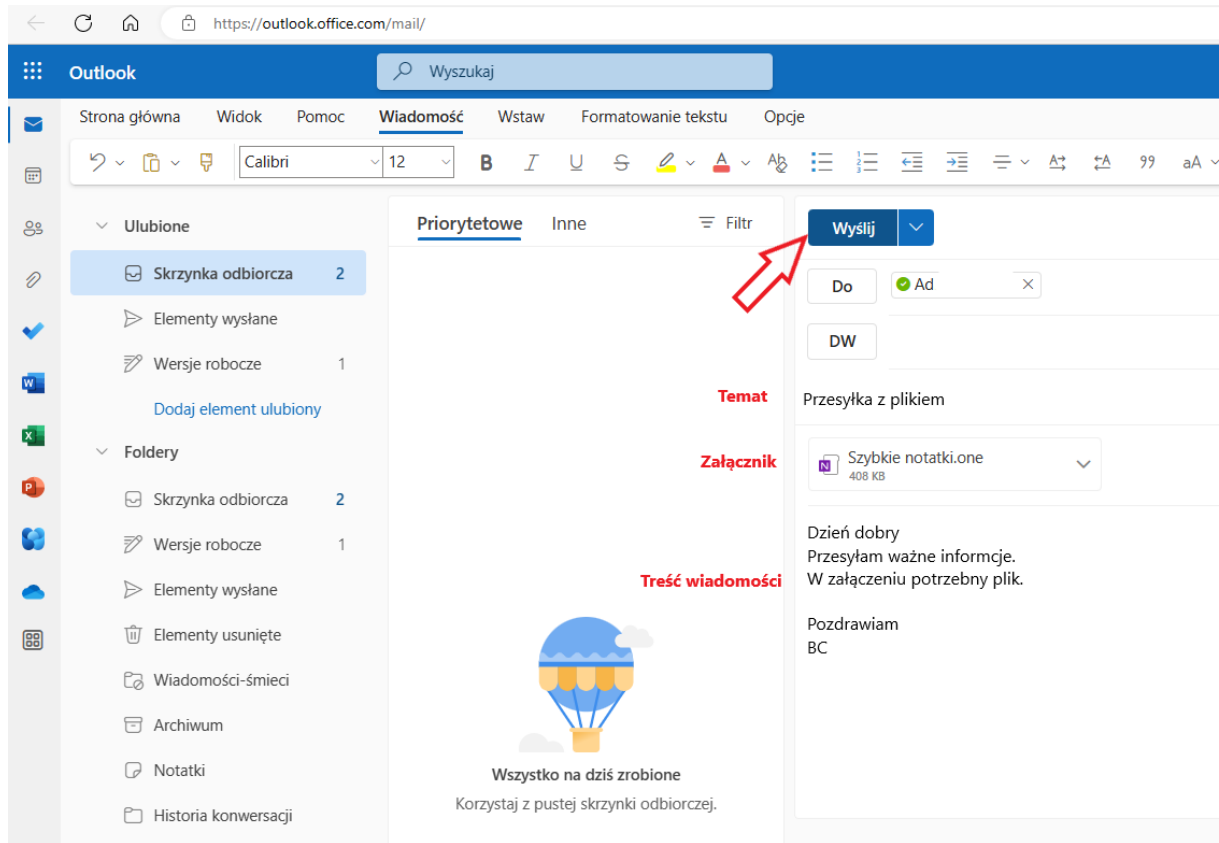 https://outlook.office.com/mail/
Outlook
Wyszukaj
Strona główna Widok Pomoc Wiadomość Wstaw Formatowanie tekstu Opcje
Calibri 12 B I U S A Ab 99 aA
Ulubione
Skrzynka odbiorcza 2
Elementy wysłane
Wersje robocze 1
Dodaj element ulubiony
Foldery
Skrzynka odbiorcza 2
Wersje robocze 1
Elementy wysłane
Elementy usunięte
Wiadomości-śmieci
Archiwum
Notatki
Historia konwersacji
Priorytetowe Inne Filtr
Wszystko na dziś zrobione
Korzystaj z pustej skrzynki odbiorczej.
Wyślij
Do Ad
DW
Temat Przesyłka z plikiem
Załącznik Szybkie notatki.one
408 KB
Treść wiadomości
Dzień dobry
Przesyłam ważne informcje.
W załączeniu potrzebny plik.
Pozdrawiam
BC